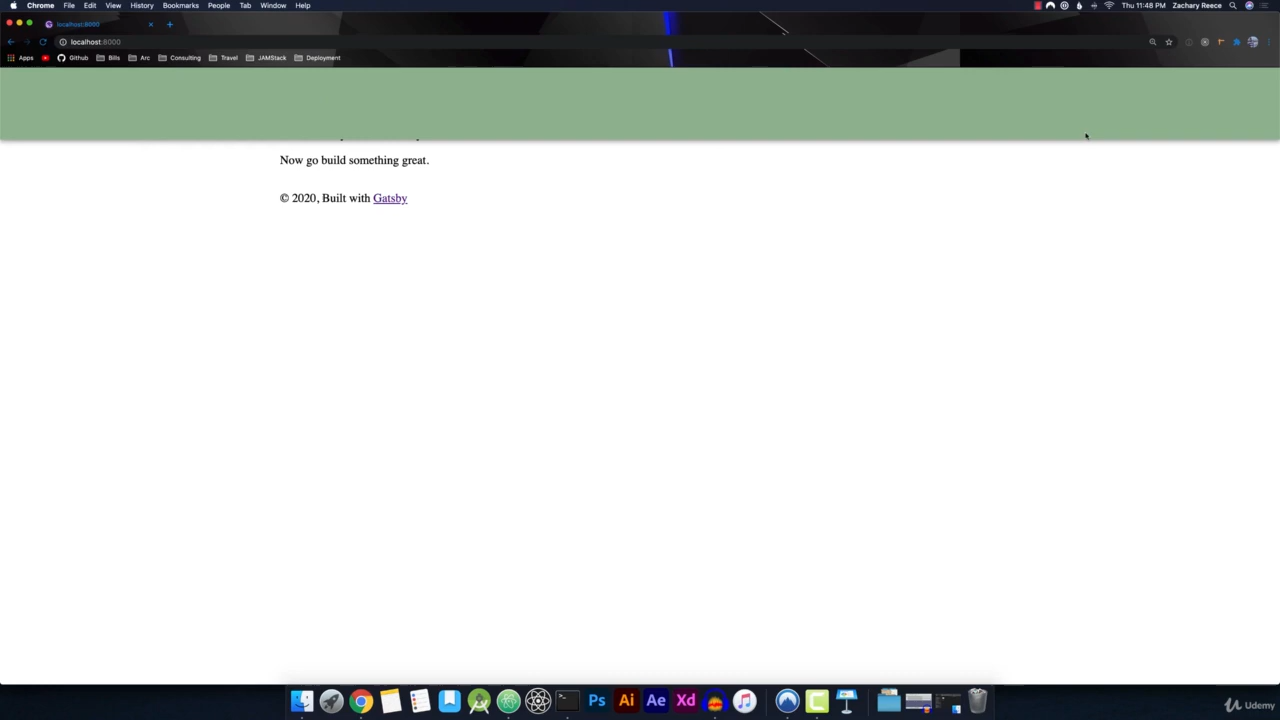 Chrome File Edit View History Bookmarks People Tab Window Help Thu 11:48 PM Zachary Reece
localhost:8000
localhost:8000
Apps Github Bills Arc Consulting Travel JAMStack Deployment
Now go build something great.
© 2020, Built with Gatsby
Ps Ai Ae Xd
Udemy